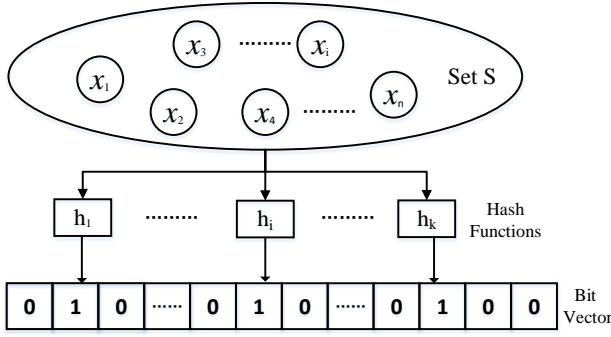 x₃ ......... xᵢ
x₁ Set S
x₂ x₄ ......... xₙ
h₁ ......... hᵢ ......... hₖ Hash
Functions
0 1 0 ...... 0 1 0 ...... 0 1 0 0 Bit
Vector